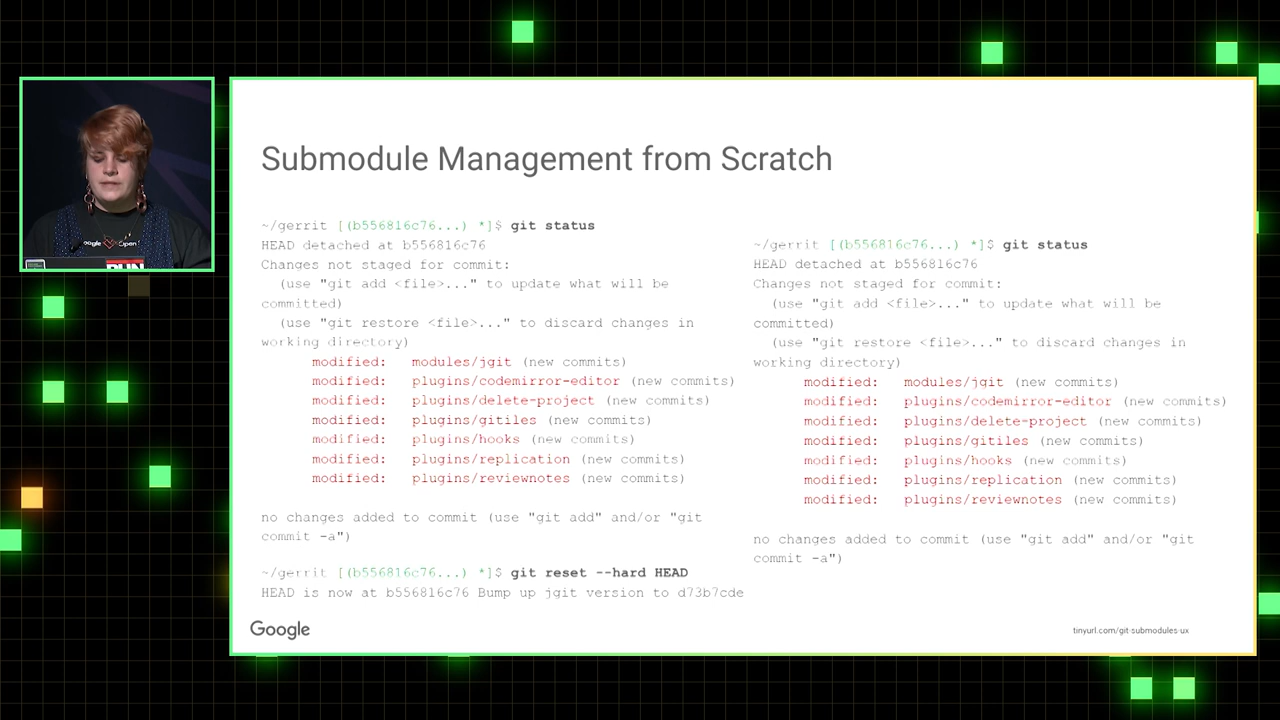 Submodule Management from Scratch
~/gerrit [(b556816c76...) *]$ git status
HEAD detached at b556816c76
Changes not staged for commit:
(use "git add <file>..." to update what will be
committed)
(use "git restore <file>..." to discard changes in
working directory)
modified: modules/jgit (new commits)
modified: plugins/codemirror-editor (new commits)
modified: plugins/delete-project (new commits)
modified: plugins/gitiles (new commits)
modified: plugins/hooks (new commits)
modified: plugins/replication (new commits)
modified: plugins/reviewnotes (new commits)
no changes added to commit (use "git add" and/or "git
commit -a")
~/gerrit [(b556816c76...) *]$ git reset --hard HEAD
HEAD is now at b556816c76 Bump up jgit version to d73b7cde
~/gerrit [(b556816c76...) *]$ git status
HEAD detached at b556816c76
Changes not staged for commit:
(use "git add <file>..." to update what will be
committed)
(use "git restore <file>..." to discard changes in
working directory)
modified: modules/jgit (new commits)
modified: plugins/codemirror-editor (new commits)
modified: plugins/delete-project (new commits)
modified: plugins/gitiles (new commits)
modified: plugins/hooks (new commits)
modified: plugins/replication (new commits)
modified: plugins/reviewnotes (new commits)
no changes added to commit (use "git add" and/or "git
commit -a")
Google
tinyurl.com/git-submodules-ux